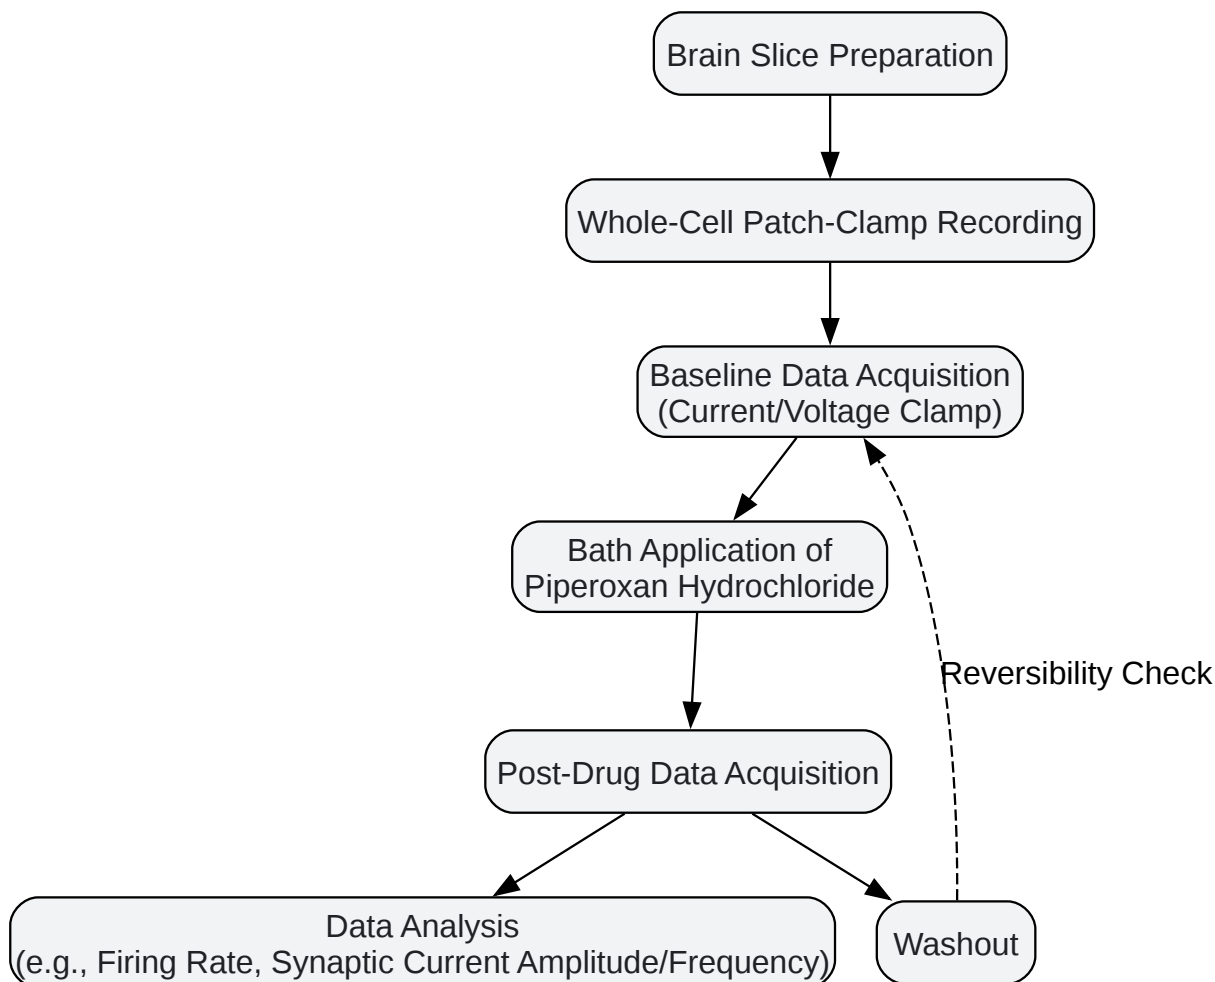 Brain Slice Preparation
Whole-Cell Patch-Clamp Recording
Baseline Data Acquisition
(Current/Voltage Clamp)
Bath Application of
Piperoxan Hydrochloride
Reversibility Check
Post-Drug Data Acquisition
Data Analysis
(e.g., Firing Rate, Synaptic Current Amplitude/Frequency)
Washout